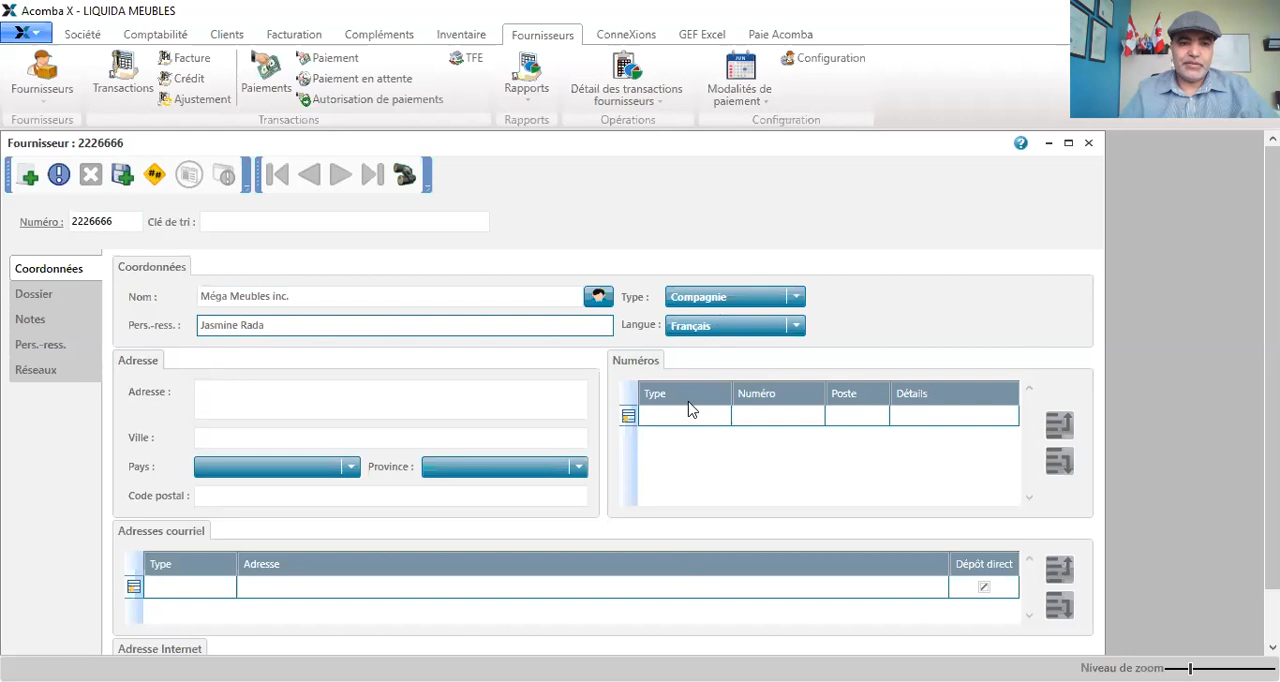 Acomba X - LIQUIDA MEUBLES
Société
Comptabilité
Clients
Facturation
Compléments
Inventaire
Fournisseurs
ConneXions
GEF Excel
Paie Acomba
Fournisseurs
Transactions
Facture
Crédit
Ajustement
Paiements
Paiement
Paiement en attente
Autorisation de paiements
TFE
Rapports
Détail des transactions
fournisseurs
Modalités de
paiement
Configuration
Fournisseurs
Transactions
Rapports
Opérations
Configuration
Fournisseur : 2226666
Numéro :
2226666
Clé de tri :
Coordonnées
Dossier
Notes
Pers.-ress.
Réseaux
Coordonnées
Nom :
Méga Meubles inc.
Type :
Compagnie
Pers.-ress. :
Jasmine Rada
Langue :
Français
Adresse
Adresse :
Ville :
Pays :
Province :
Code postal :
Numéros
Type
Numéro
Poste
Détails
Adresses courriel
Type
Adresse
Dépôt direct
Adresse Internet
Niveau de zoom